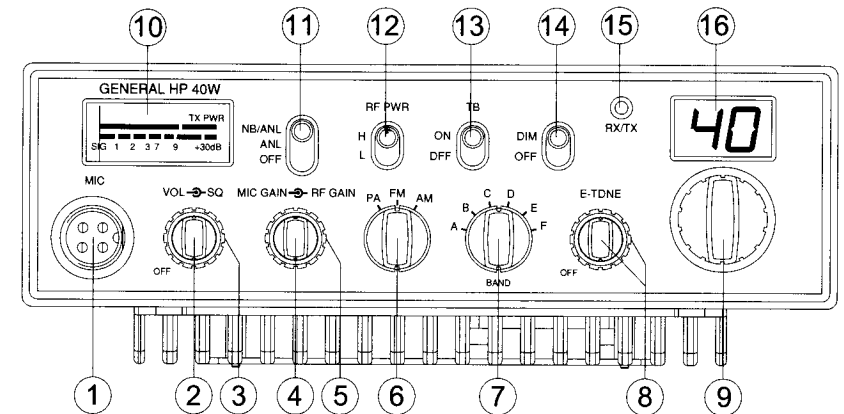 10 11 12 13 14 15 16
GENERAL HP 40W
TX PWR
SIG 1 2 3 7 9 +30dB
NB/ANL
ANL
OFF
RF PWR
H
L
TB
ON
DFF
DIM
OFF
RX/TX
40
MIC
VOL SQ
OFF
MIC GAIN RF GAIN
PA FM AM
A B C D E F
BAND
E-TDNE
OFF
1 2 3 4 5 6 7 8 9